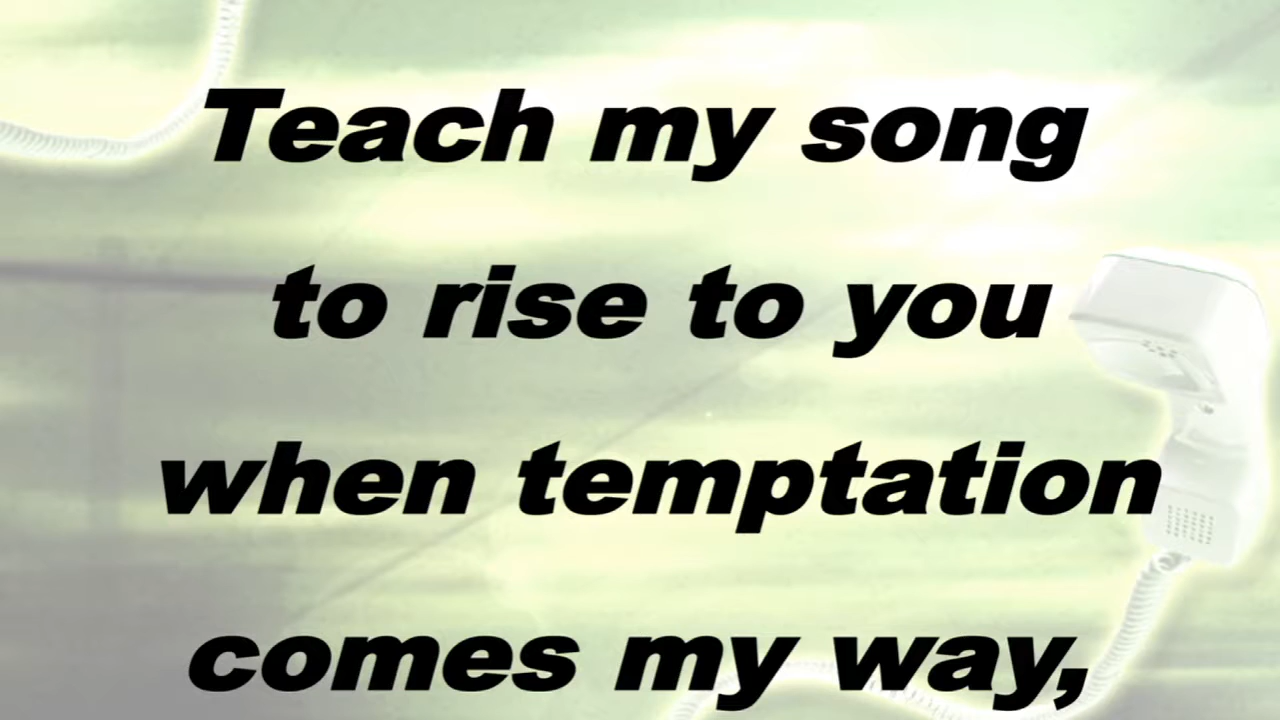 Teach my song
to rise to you
when temptation
comes my way,